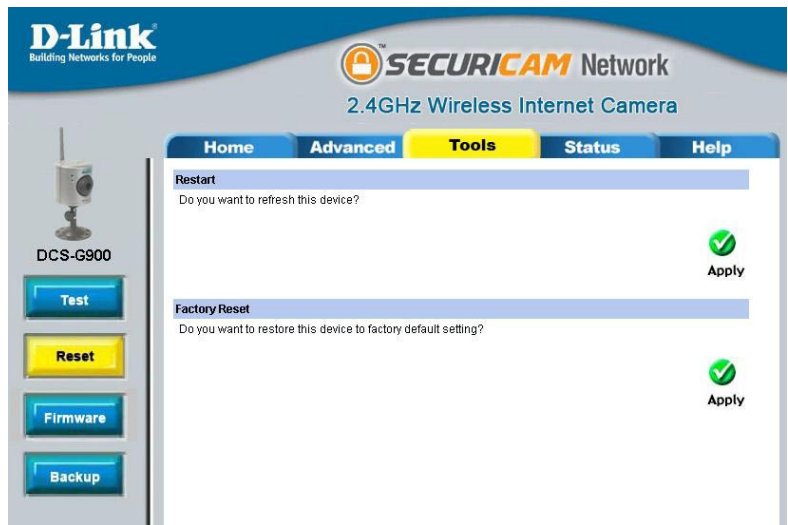 D-Link
Building Networks for People
SECURICAM Network
2.4GHz Wireless Internet Camera
Home Advanced Tools Status Help
DCS-G900
Test
Reset
Firmware
Backup
Restart
Do you want to refresh this device?
Apply
Factory Reset
Do you want to restore this device to factory default setting?
Apply